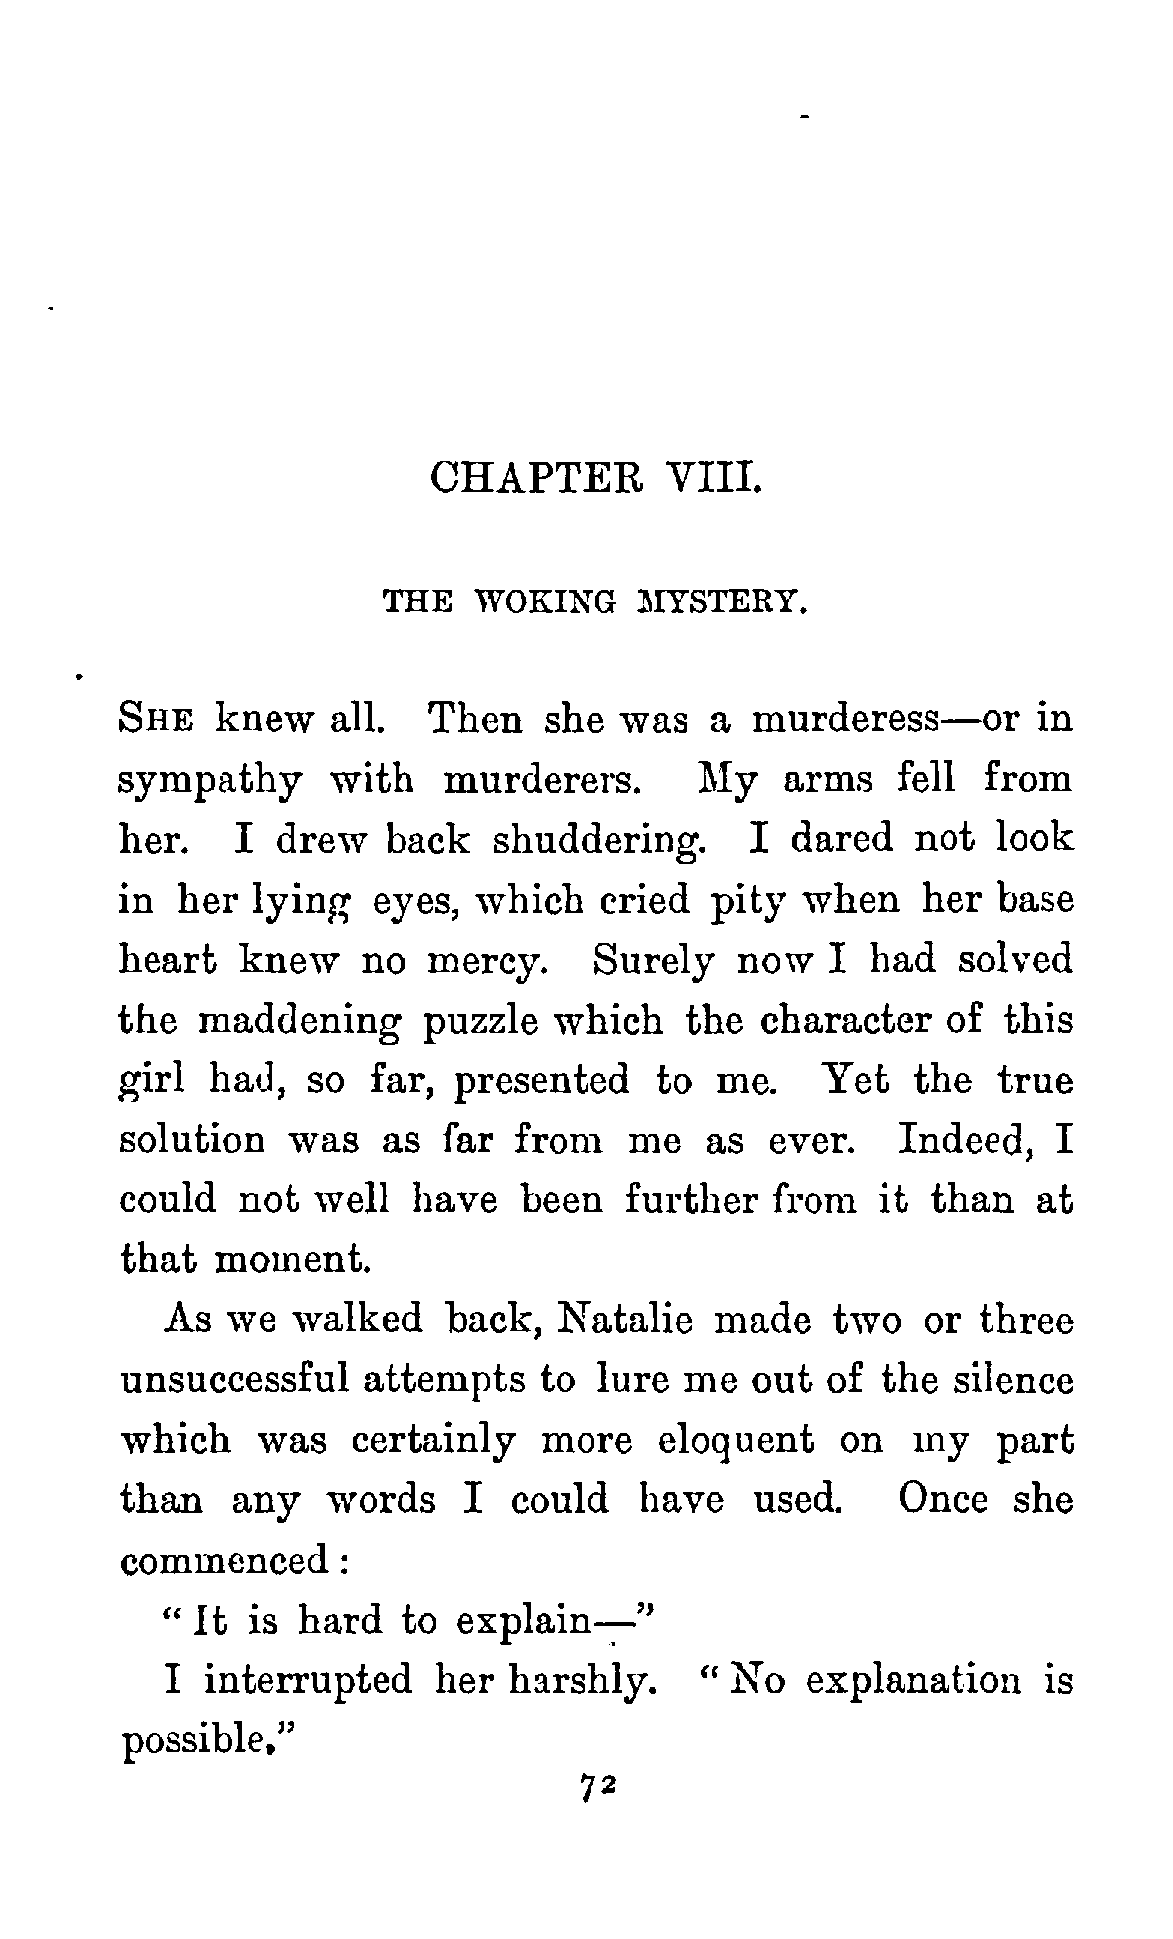 CHAPTER VIII.
THE WOKING MYSTERY.
SHE knew all. Then she was a murderess—or in
sympathy with murderers. My arms fell from
her. I drew back shuddering. I dared not look
in her lying eyes, which cried pity when her base
heart knew no mercy. Surely now I had solved
the maddening puzzle which the character of this
girl had, so far, presented to me. Yet the true
solution was as far from me as ever. Indeed, I
could not well have been further from it than at
that moment.
As we walked back, Natalie made two or three
unsuccessful attempts to lure me out of the silence
which was certainly more eloquent on my part
than any words I could have used. Once she
commenced:
“It is hard to explain—”
I interrupted her harshly. “No explanation is
possible.”
72